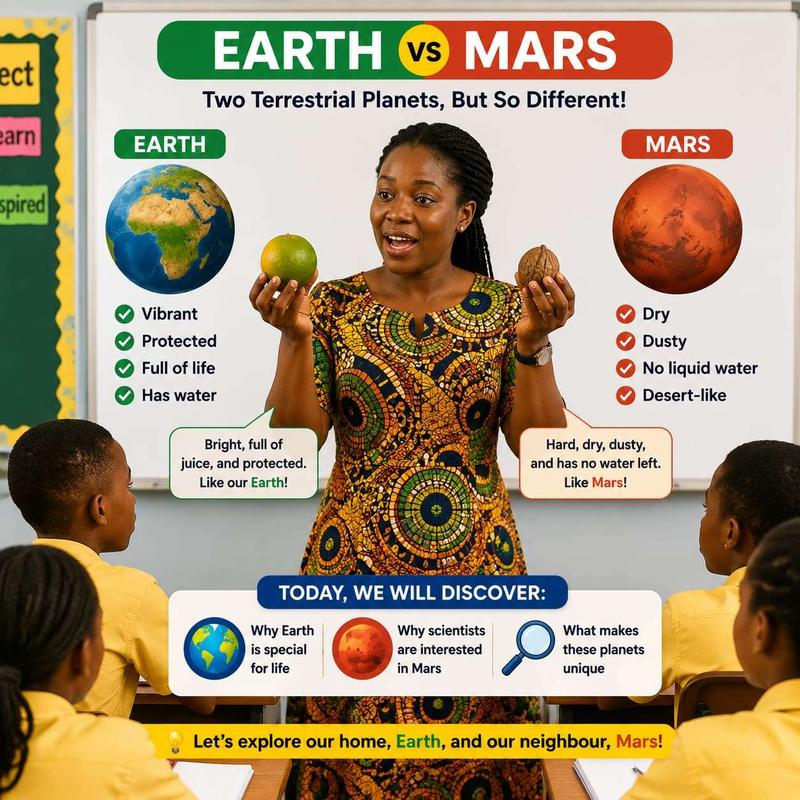 ect
earn
spired
EARTH VS MARS
Two Terrestrial Planets, But So Different!
EARTH
Vibrant
Protected
Full of life
Has water
MARS
Dry
Dusty
No liquid water
Desert-like
Bright, full of
juice, and protected.
Like our Earth!
Hard, dry, dusty,
and has no water left.
Like Mars!
TODAY, WE WILL DISCOVER:
Why Earth
is special
for life
Why scientists
are interested
in Mars
What makes
these planets
unique
Let's explore our home, Earth, and our neighbour, Mars!